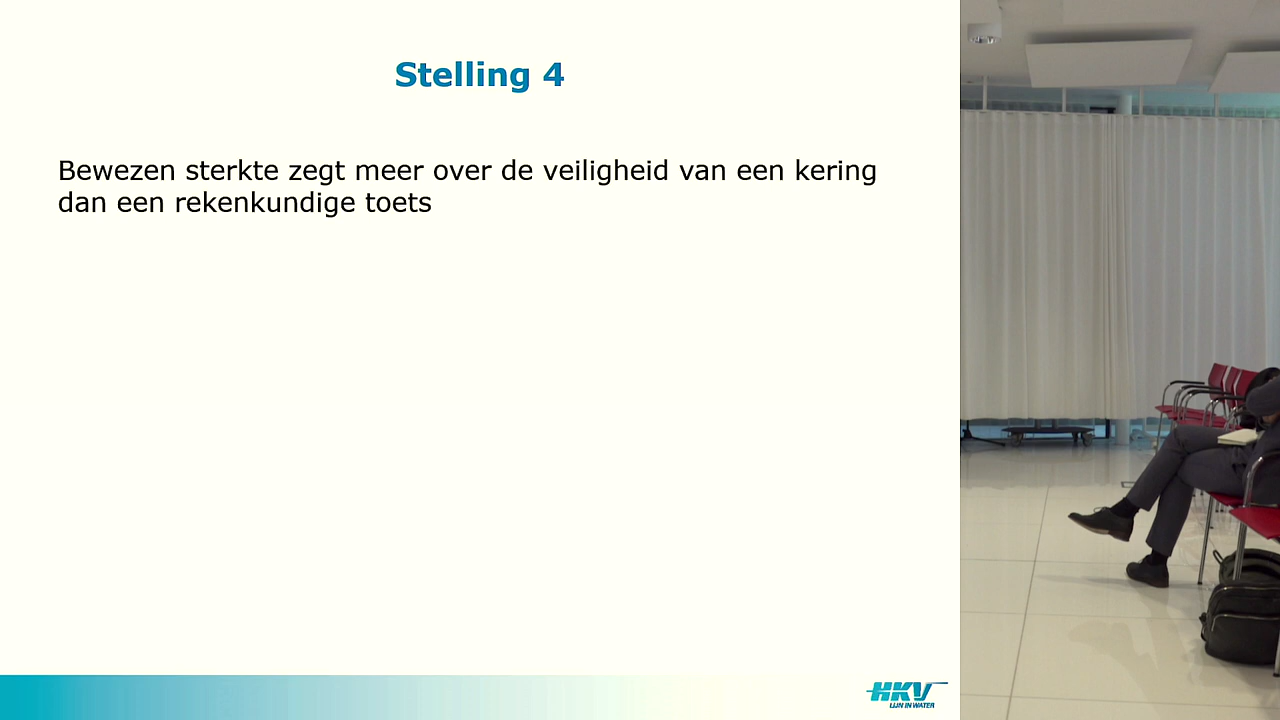 Stelling 4
Bewezen sterkte zegt meer over de veiligheid van een kering
dan een rekenkundige toets
HKV
LIJN IN WATER